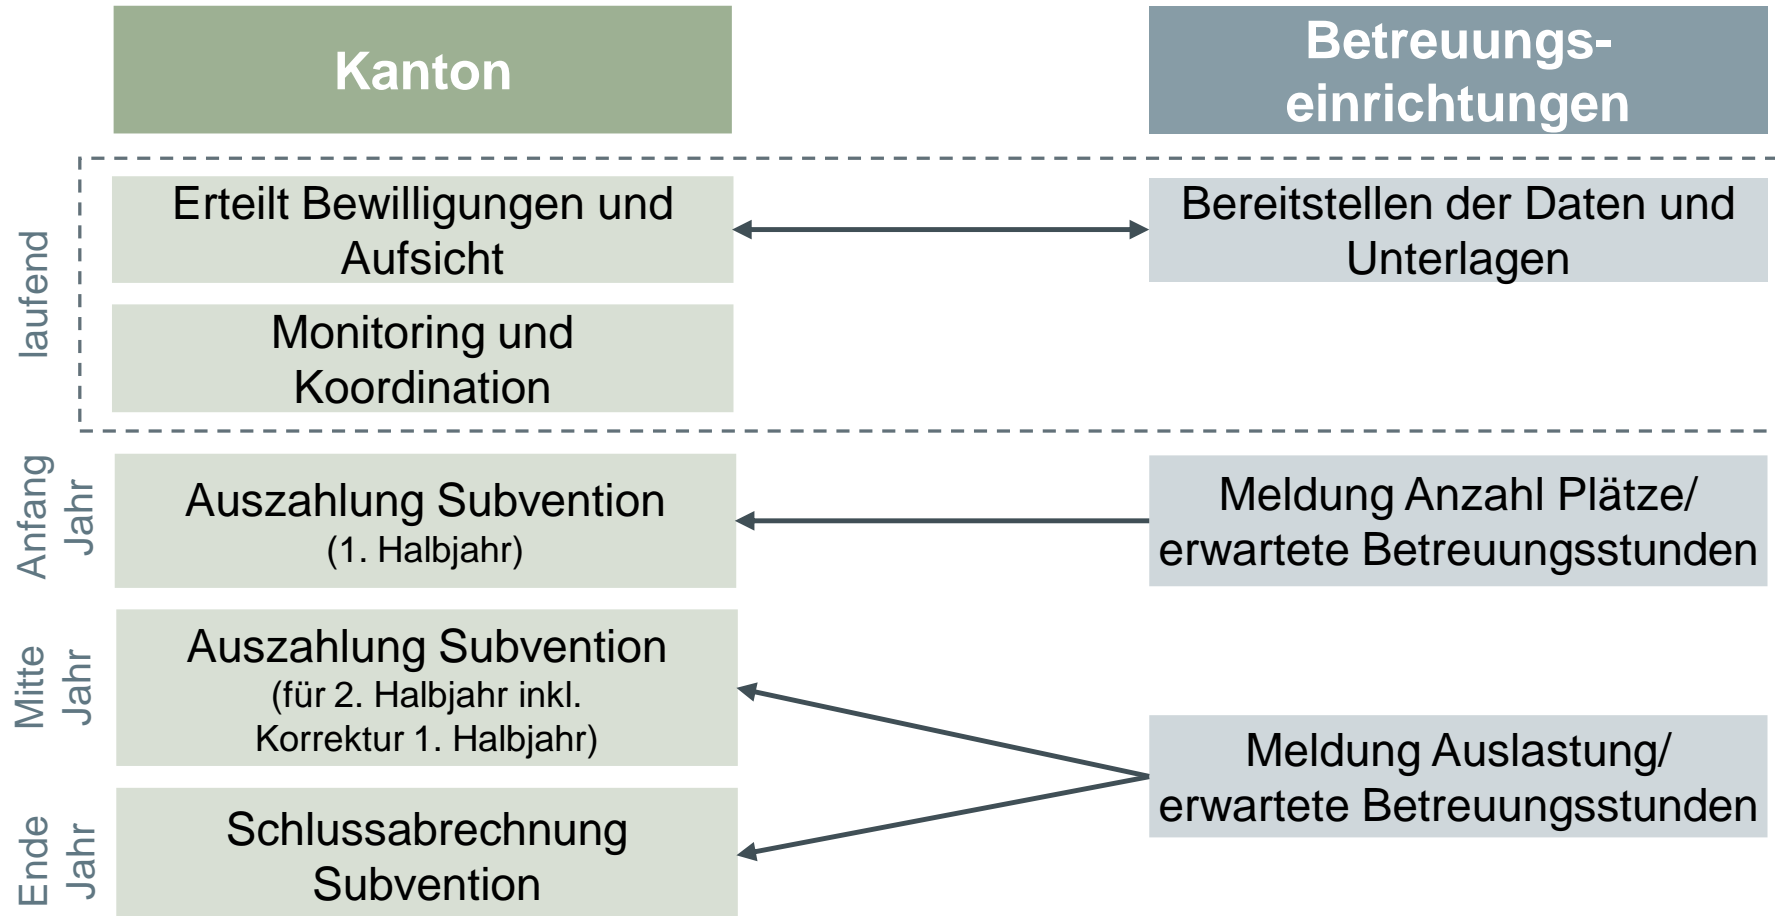 Kanton
Betreuungs-
einrichtungen
laufend
Erteilt Bewilligungen und
Aufsicht
Bereitstellen der Daten und
Unterlagen
Monitoring und
Koordination
Anfang
Jahr
Auszahlung Subvention
(1. Halbjahr)
Meldung Anzahl Plätze/
erwartete Betreuungsstunden
Mitte
Jahr
Auszahlung Subvention
(für 2. Halbjahr inkl.
Korrektur 1. Halbjahr)
Meldung Auslastung/
erwartete Betreuungsstunden
Ende
Jahr
Schlussabrechnung
Subvention